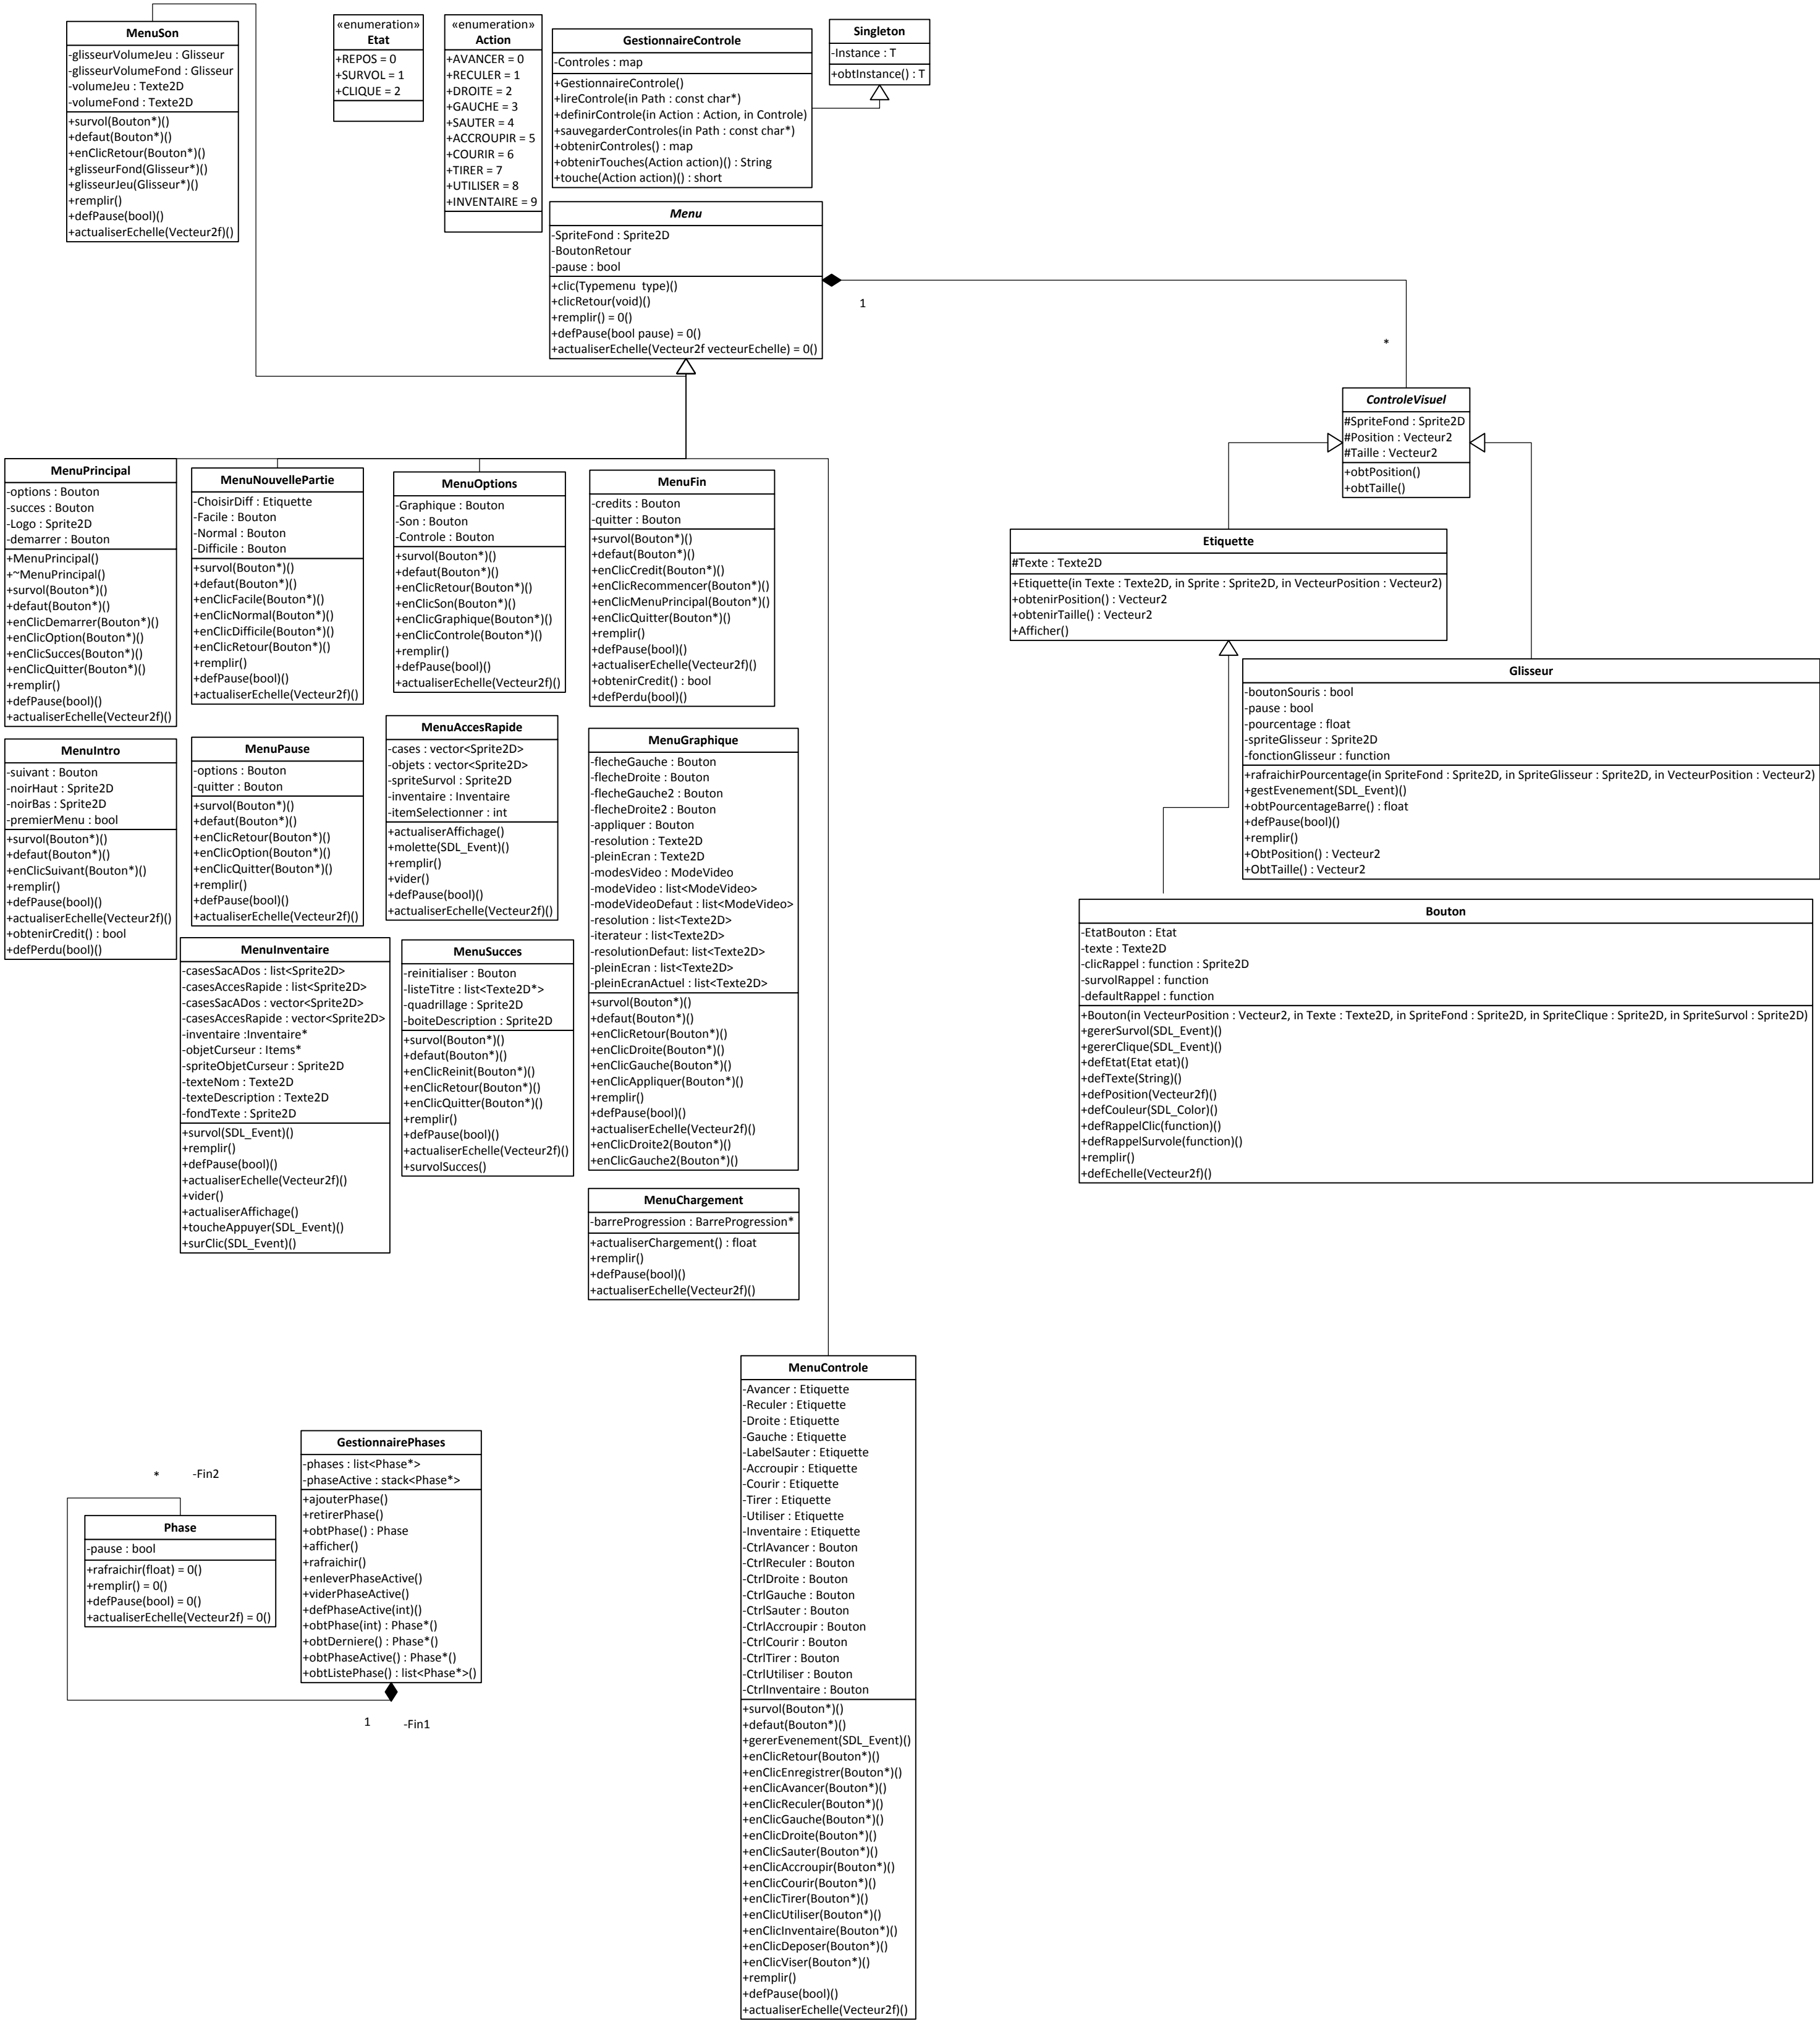 MenuSon
-glisseurVolumeJeu : Glisseur
-glisseurVolumeFond : Glisseur
-volumeJeu : Texte2D
-volumeFond : Texte2D
+survol(Bouton*)()
+defaut(Bouton*)()
+enClicRetour(Bouton*)()
+glisseurFond(Glisseur*)()
+glisseurJeu(Glisseur*)()
+remplir()
+defPause(bool)()
+actualiserEchelle(Vecteur2f)()
«enumeration»
Etat
+REPOS = 0
+SURVOL = 1
+CLIQUE = 2
«enumeration»
Action
+AVANCER = 0
+RECULER = 1
+DROITE = 2
+GAUCHE = 3
+SAUTER = 4
+ACCROUPIR = 5
+COURIR = 6
+TIRER = 7
+UTILISER = 8
+INVENTAIRE = 9
GestionnaireControle
-Controles : map
+GestionnaireControle()
+lireControle(in Path : const char*)
+definirControle(in Action : Action, in Controle)
+sauvegarderControles(in Path : const char*)
+obtenirControles() : map
+obtenirTouches(Action action)() : String
+touche(Action action)() : short
Singleton
-Instance : T
+obtInstance() : T
Menu
-SpriteFond : Sprite2D
-BoutonRetour
-pause : bool
+clic(Typemenu  type)()
+clicRetour(void)()
+remplir() = 0()
+defPause(bool pause) = 0()
+actualiserEchelle(Vecteur2f vecteurEchelle) = 0()
1
*
ControleVisuel
#SpriteFond : Sprite2D
#Position : Vecteur2
#Taille : Vecteur2
+obtPosition()
+obtTaille()
MenuPrincipal
-options : Bouton
-succes : Bouton
-Logo : Sprite2D
-demarrer : Bouton
+MenuPrincipal()
+~MenuPrincipal()
+survol(Bouton*)()
+defaut(Bouton*)()
+enClicDemarrer(Bouton*)()
+enClicOption(Bouton*)()
+enClicSucces(Bouton*)()
+enClicQuitter(Bouton*)()
+remplir()
+defPause(bool)()
+actualiserEchelle(Vecteur2f)()
MenuNouvellePartie
-ChoisirDiff : Etiquette
-Facile : Bouton
-Normal : Bouton
-Difficile : Bouton
+survol(Bouton*)()
+defaut(Bouton*)()
+enClicFacile(Bouton*)()
+enClicNormal(Bouton*)()
+enClicDifficile(Bouton*)()
+enClicRetour(Bouton*)()
+remplir()
+defPause(bool)()
+actualiserEchelle(Vecteur2f)()
MenuOptions
-Graphique : Bouton
-Son : Bouton
-Controle : Bouton
+survol(Bouton*)()
+defaut(Bouton*)()
+enClicRetour(Bouton*)()
+enClicSon(Bouton*)()
+enClicGraphique(Bouton*)()
+enClicControle(Bouton*)()
+remplir()
+defPause(bool)()
+actualiserEchelle(Vecteur2f)()
MenuFin
-credits : Bouton
-quitter : Bouton
+survol(Bouton*)()
+defaut(Bouton*)()
+enClicCredit(Bouton*)()
+enClicRecommencer(Bouton*)()
+enClicMenuPrincipal(Bouton*)()
+enClicQuitter(Bouton*)()
+remplir()
+defPause(bool)()
+actualiserEchelle(Vecteur2f)()
+obtenirCredit() : bool
+defPerdu(bool)()
Etiquette
#Texte : Texte2D
+Etiquette(in Texte : Texte2D, in Sprite : Sprite2D, in VecteurPosition : Vecteur2)
+obtenirPosition() : Vecteur2
+obtenirTaille() : Vecteur2
+Afficher()
Glisseur
-boutonSouris : bool
-pause : bool
-pourcentage : float
-spriteGlisseur : Sprite2D
-fonctionGlisseur : function
+rafraichirPourcentage(in SpriteFond : Sprite2D, in SpriteGlisseur : Sprite2D, in VecteurPosition : Vecteur2)
+gestEvenement(SDL_Event)()
+obtPourcentageBarre() : float
+defPause(bool)()
+remplir()
+ObtPosition() : Vecteur2
+ObtTaille() : Vecteur2
MenuIntro
-suivant : Bouton
-noirHaut : Sprite2D
-noirBas : Sprite2D
-premierMenu : bool
+survol(Bouton*)()
+defaut(Bouton*)()
+enClicSuivant(Bouton*)()
+remplir()
+defPause(bool)()
+actualiserEchelle(Vecteur2f)()
+obtenirCredit() : bool
+defPerdu(bool)()
MenuPause
-options : Bouton
-quitter : Bouton
+survol(Bouton*)()
+defaut(Bouton*)()
+enClicRetour(Bouton*)()
+enClicOption(Bouton*)()
+enClicQuitter(Bouton*)()
+remplir()
+defPause(bool)()
+actualiserEchelle(Vecteur2f)()
MenuAccesRapide
-cases : vector<Sprite2D>
-objets : vector<Sprite2D>
-spriteSurvol : Sprite2D
-inventaire : Inventaire
-itemSelectionner : int
+actualiserAffichage()
+molette(SDL_Event)()
+remplir()
+vider()
+defPause(bool)()
+actualiserEchelle(Vecteur2f)()
MenuGraphique
-flecheGauche : Bouton
-flecheDroite : Bouton
-flecheGauche2 : Bouton
-flecheDroite2 : Bouton
-appliquer : Bouton
-resolution : Texte2D
-pleinEcran : Texte2D
-modesVideo : ModeVideo
-modeVideo : list<ModeVideo>
-modeVideoDefaut : list<ModeVideo>
-resolution : list<Texte2D>
-iterateur : list<Texte2D>
-resolutionDefaut: list<Texte2D>
-pleinEcran : list<Texte2D>
-pleinEcranActuel : list<Texte2D>
+survol(Bouton*)()
+defaut(Bouton*)()
+enClicRetour(Bouton*)()
+enClicDroite(Bouton*)()
+enClicGauche(Bouton*)()
+enClicAppliquer(Bouton*)()
+remplir()
+defPause(bool)()
+actualiserEchelle(Vecteur2f)()
+enClicDroite2(Bouton*)()
+enClicGauche2(Bouton*)()
Bouton
-EtatBouton : Etat
-texte : Texte2D
-clicRappel : function : Sprite2D
-survolRappel : function
-defaultRappel : function
+Bouton(in VecteurPosition : Vecteur2, in Texte : Texte2D, in SpriteFond : Sprite2D, in SpriteClique : Sprite2D, in SpriteSurvol : Sprite2D)
+gererSurvol(SDL_Event)()
+gererClique(SDL_Event)()
+defEtat(Etat etat)()
+defTexte(String)()
+defPosition(Vecteur2f)()
+defCouleur(SDL_Color)()
+defRappelClic(function)()
+defRappelSurvole(function)()
+remplir()
+defEchelle(Vecteur2f)()
MenuInventaire
-casesSacADos : list<Sprite2D>
-casesAccesRapide : list<Sprite2D>
-casesSacADos : vector<Sprite2D>
-casesAccesRapide : vector<Sprite2D>
-inventaire :Inventaire*
-objetCurseur : Items*
-spriteObjetCurseur : Sprite2D
-texteNom : Texte2D
-texteDescription : Texte2D
-fondTexte : Sprite2D
+survol(SDL_Event)()
+remplir()
+defPause(bool)()
+actualiserEchelle(Vecteur2f)()
+vider()
+actualiserAffichage()
+toucheAppuyer(SDL_Event)()
+surClic(SDL_Event)()
MenuSucces
-reinitialiser : Bouton
-listeTitre : list<Texte2D*>
-quadrillage : Sprite2D
-boiteDescription : Sprite2D
+survol(Bouton*)()
+defaut(Bouton*)()
+enClicReinit(Bouton*)()
+enClicRetour(Bouton*)()
+enClicQuitter(Bouton*)()
+remplir()
+defPause(bool)()
+actualiserEchelle(Vecteur2f)()
+survolSucces()
MenuChargement
-barreProgression : BarreProgression*
+actualiserChargement() : float
+remplir()
+defPause(bool)()
+actualiserEchelle(Vecteur2f)()
MenuControle
-Avancer : Etiquette
-Reculer : Etiquette
-Droite : Etiquette
-Gauche : Etiquette
-LabelSauter : Etiquette
-Accroupir : Etiquette
-Courir : Etiquette
-Tirer : Etiquette
-Utiliser : Etiquette
-Inventaire : Etiquette
-CtrlAvancer : Bouton
-CtrlReculer : Bouton
-CtrlDroite : Bouton
-CtrlGauche : Bouton
-CtrlSauter : Bouton
-CtrlAccroupir : Bouton
-CtrlCourir : Bouton
-CtrlTirer : Bouton
-CtrlUtiliser : Bouton
-CtrlInventaire : Bouton
+survol(Bouton*)()
+defaut(Bouton*)()
+gererEvenement(SDL_Event)()
+enClicRetour(Bouton*)()
+enClicEnregistrer(Bouton*)()
+enClicAvancer(Bouton*)()
+enClicReculer(Bouton*)()
+enClicGauche(Bouton*)()
+enClicDroite(Bouton*)()
+enClicSauter(Bouton*)()
+enClicAccroupir(Bouton*)()
+enClicCourir(Bouton*)()
+enClicTirer(Bouton*)()
+enClicUtiliser(Bouton*)()
+enClicInventaire(Bouton*)()
+enClicDeposer(Bouton*)()
+enClicViser(Bouton*)()
+remplir()
+defPause(bool)()
+actualiserEchelle(Vecteur2f)()
GestionnairePhases
-phases : list<Phase*>
-phaseActive : stack<Phase*>
+ajouterPhase()
+retirerPhase()
+obtPhase() : Phase
+afficher()
+rafraichir()
+enleverPhaseActive()
+viderPhaseActive()
+defPhaseActive(int)()
+obtPhase(int) : Phase*()
+obtDerniere() : Phase*()
+obtPhaseActive() : Phase*()
+obtListePhase() : list<Phase*>()
* -Fin2
Phase
-pause : bool
+rafraichir(float) = 0()
+remplir() = 0()
+defPause(bool) = 0()
+actualiserEchelle(Vecteur2f) = 0()
1 -Fin1